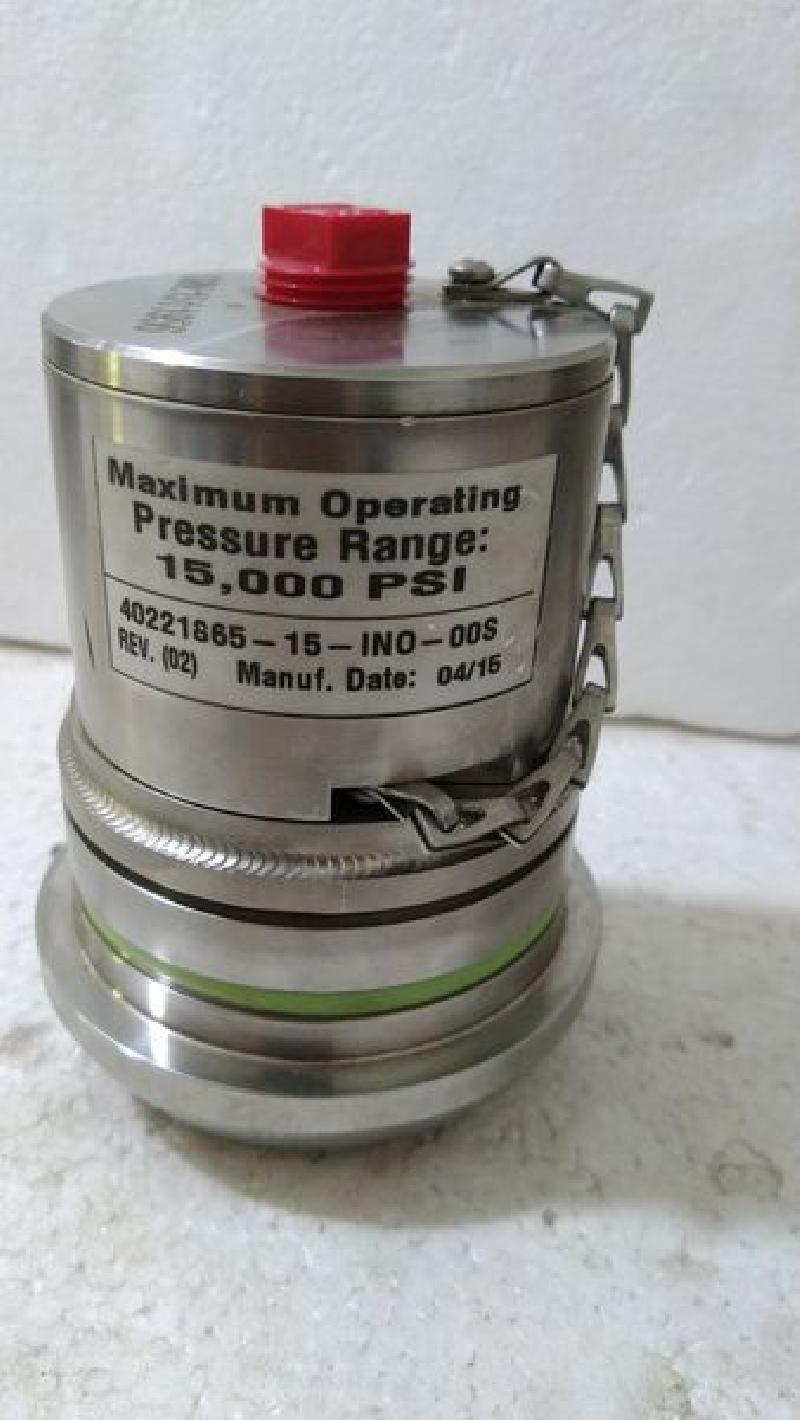 Maximum Operating
Pressure Range:
15,000 PSI
40221865-15-INO-00S
REV. (02) Manuf. Date: 04/15